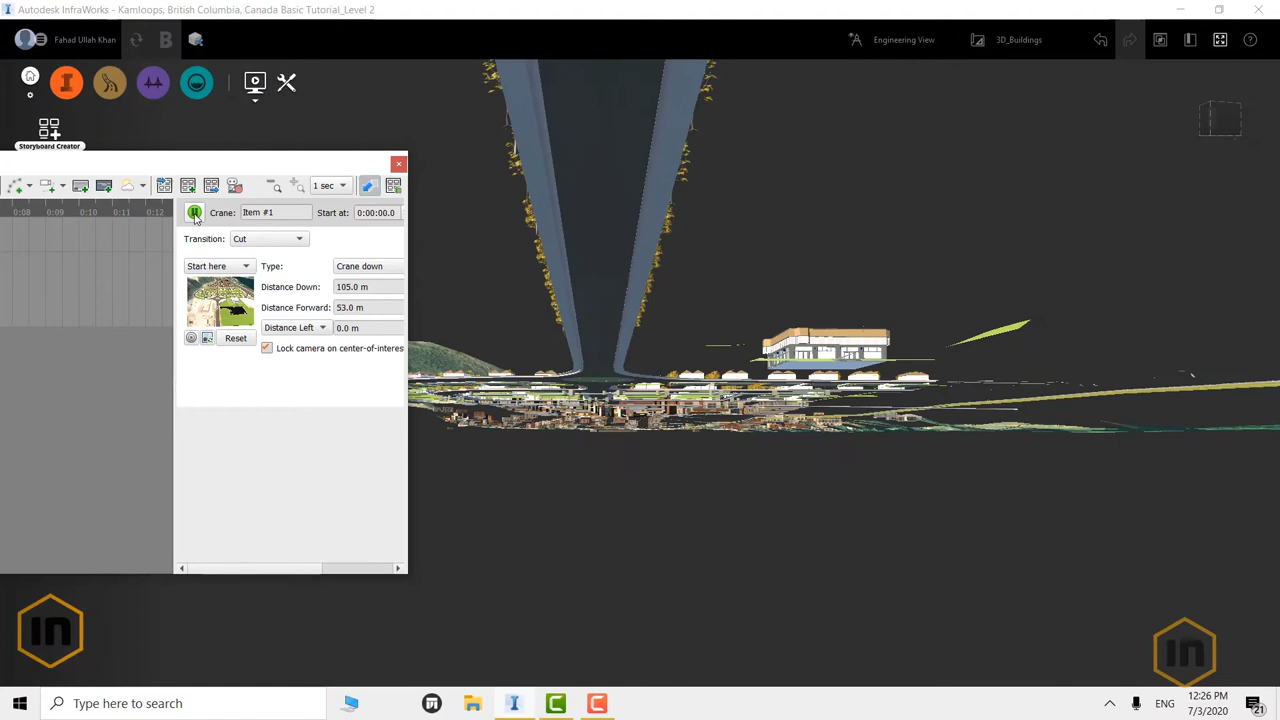 Autodesk InfraWorks - Kamloops, British Columbia, Canada Basic Tutorial_Level 2
Fahad Ullah Khan
B
Engineering View
3D_Buildings
Storyboard Creator
1 sec
0:08 0:09 0:10 0:11 0:12
Crane: Item #1 Start at: 0:00:00.0
Transition: Cut
Start here Type: Crane down
Distance Down: 105.0 m
Distance Forward: 53.0 m
Distance Left 0.0 m
Reset
Lock camera on center-of-interes
in
in
Type here to search
ENG
12:26 PM
7/3/2020
21